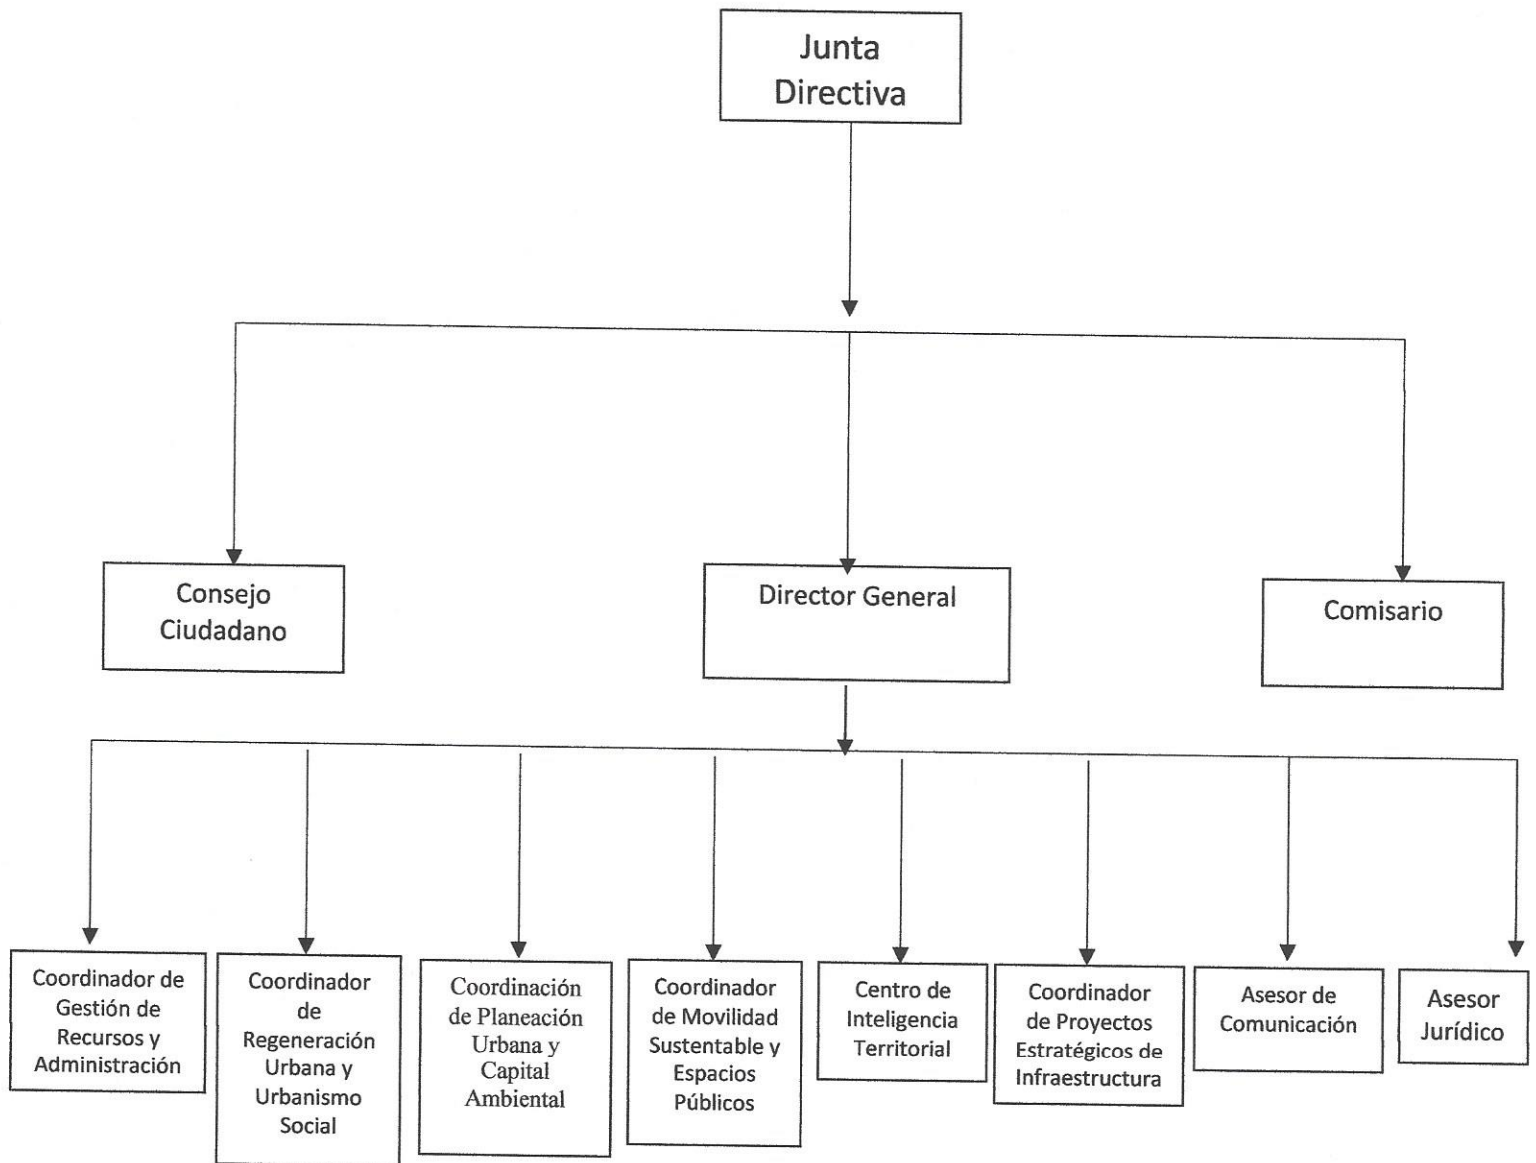 Junta
Directiva
Consejo
Ciudadano
Director General
Comisario
Coordinador de
Gestión de
Recursos y
Administración
Coordinador
de
Regeneración
Urbana y
Urbanismo
Social
Coordinación
de Planeación
Urbana y
Capital
Ambiental
Coordinador
de Movilidad
Sustentable y
Espacios
Públicos
Centro de
Inteligencia
Territorial
Coordinador
de Proyectos
Estratégicos de
Infraestructura
Asesor de
Comunicación
Asesor
Jurídico